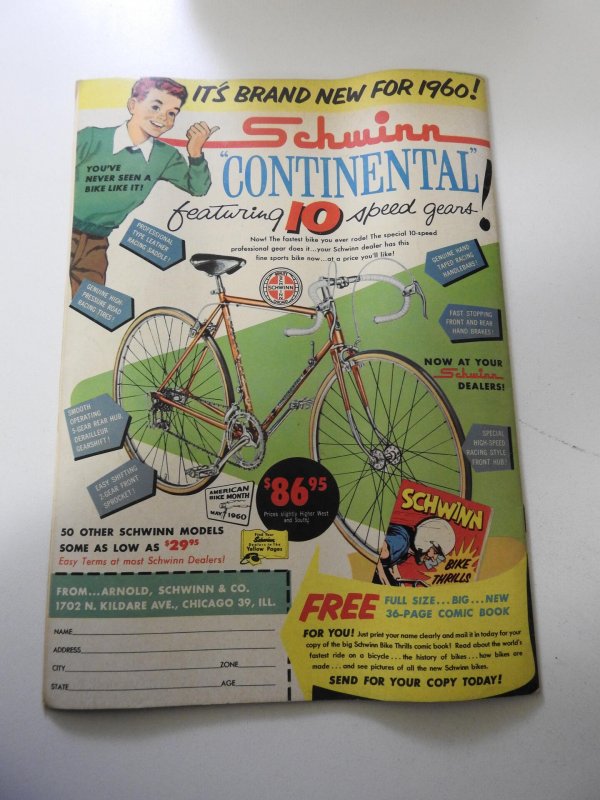 IT'S BRAND NEW FOR 1960!
Schwinn
"CONTINENTAL"!
featuring 10 speed gears
YOU'VE
NEVER SEEN A
BIKE LIKE IT!
Now! The fastest bike you ever rode! The special 10-speed
professional gear does it...your Schwinn dealer has this
fine sports bike now...at a price you'll like!
PROFESSIONAL
TYPE LEATHER
RACING SADDLE!
GENUINE HIGH-
PRESSURE ROAD
RACING TIRES!
SMOOTH
OPERATING
5-GEAR REAR HUB,
DERAILLEUR
GEARSHIFT!
EASY SHIFTING
2-GEAR FRONT
SPROCKET!
GENUINE HAND
TAPED RACING
HANDLEBARS!
FAST STOPPING
FRONT AND REAR
HAND BRAKES!
NOW AT YOUR
Schwinn
DEALERS!
SPECIAL
HIGH-SPEED
RACING STYLE
FRONT HUB!
SCHWINN
AMERICAN
BIKE MONTH
MAY 1960
$86.95
Prices slightly Higher West
and South
Find Your
Schwinn
Dealers In The
Yellow Pages
50 OTHER SCHWINN MODELS
SOME AS LOW AS $29.95
Easy Terms at most Schwinn Dealers!
SCHWINN
BIKE
THRILLS
FROM...ARNOLD, SCHWINN & CO.
1702 N. KILDARE AVE., CHICAGO 39, ILL.
NAME
ADDRESS
CITY ZONE
STATE AGE
FREE FULL SIZE...BIG...NEW
36-PAGE COMIC BOOK
FOR YOU! Just print your name clearly and mail it in today for your
copy of the big Schwinn Bike Thrills comic book! Read about the world's
fastest ride on a bicycle...the history of bikes...how bikes are
made...and see pictures of all the new Schwinn bikes.
SEND FOR YOUR COPY TODAY!